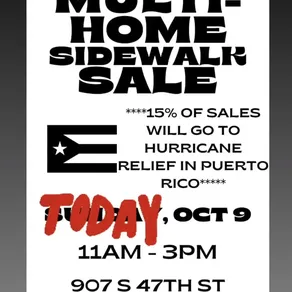 MULTI-
HOME
SIDEWALK
SALE
****15% OF SALES
WILL GO TO
HURRICANE
RELIEF IN PUERTO
RICO*****
TODAY, OCT 9
11AM - 3PM
907 S 47TH ST